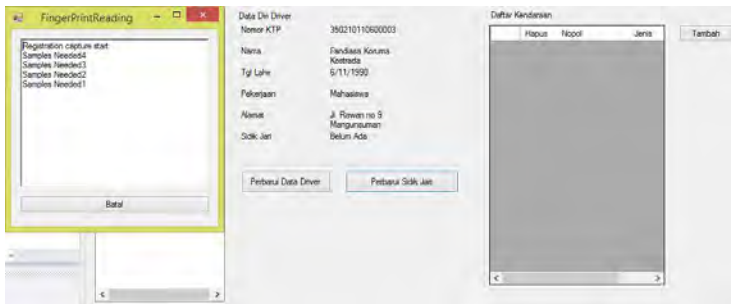 FingerPrintReading
Registration capture start
Samples Needed4
Samples Needed3
Samples Needed2
Samples Needed1
Batal
Data Diri Driver
Nomor KTP 350210110600003
Nama Pandiasa Koruma
Kestrada
Tgl Lahir 6/11/1990
Pekerjaan Mahasiswa
Alamat Jl. Rawan no 9
Mangunsuman
Sidik Jari Belum Ada
Perbarui Data Driver Perbarui Sidik Jari
Daftar Kendaraan
Hapus Nopol Jenis
Tambah